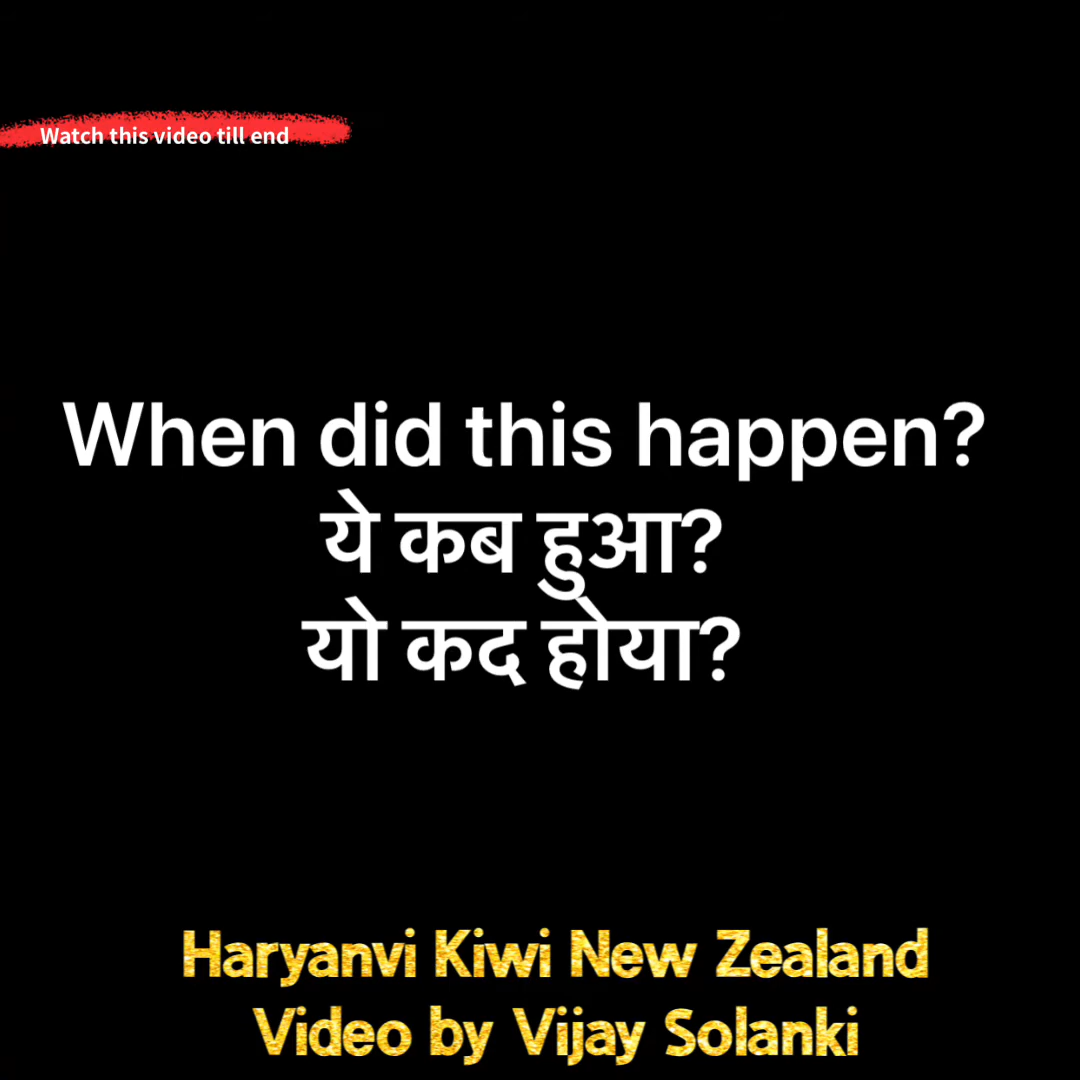 Watch this video till end
When did this happen?
ये कब हुआ?
यो कद होया?
Haryanvi Kiwi New Zealand
Video by Vijay Solanki